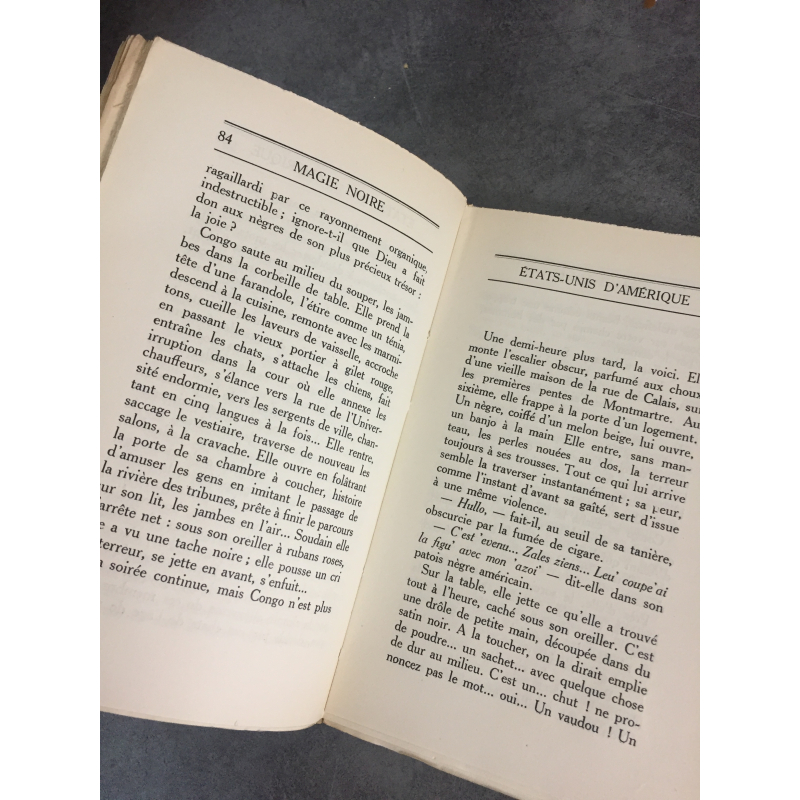 84
MAGIE NOIRE
ragaillardi par ce rayonnement organique,
indestructible ; ignore-t-il que Dieu a fait
don aux nègres de son plus précieux trésor :
la joie ?
Congo saute au milieu du souper, les jam-
bes dans la corbeille de table. Elle prend la
tête d'une farandole, l'étire comme un ténia,
descend à la cuisine, remonte avec les marmi-
tons, cueille les laveurs de vaisselle, accroche
en passant le vieux portier à gilet rouge,
entraîne les chats, s'attache les chiens, fait
irruption dans la cour où elle annexe les
chauffeurs, s'élance vers la rue de l'Univer-
sité endormie, vers les sergents de ville, chan-
tant en cinq langues à la fois... Elle rentre,
saccage le vestiaire, traverse de nouveau les
salons, à la cravache. Elle ouvre en folâtrant
la porte de sa chambre à coucher, histoire
d'amuser les gens en imitant le passage de
la rivière des tribunes, prête à finir le parcours
sur son lit, les jambes en l'air... Soudain elle
arrête net : sous son oreiller à rubans roses,
e a vu une tache noire ; elle pousse un cri
terreur, se jette en avant, s'enfuit...
a soirée continue, mais Congo n'est plus
ÉTATS-UNIS D'AMÉRIQUE
Une demi-heure plus tard, la voici. Ell
monte l'escalier obscur, parfumé aux choux
d'une vieille maison de la rue de Calais, sur
les premières pentes de Montmartre. Au
sixième, elle frappe à la porte d'un logement.
Un nègre, coiffé d'un melon beige, lui ouvre,
un banjo à la main Elle entre, sans man-
teau, les perles nouées au dos, la terreur
toujours à ses trousses. Tout ce qui lui arrive
semble la traverser instantanément ; sa peur,
comme l'instant d'avant sa gaîté, sert d'issue
à une même violence.
— Hullo, — fait-il, au seuil de sa tanière,
obscurcie par la fumée de cigare.
— C'est 'evenu... Zales ziens... Leu' coupe'ai
la figu' avec mon 'azoi' — dit-elle dans son
patois nègre américain.
Sur la table, elle jette ce qu'elle a trouvé
tout à l'heure, caché sous son oreiller. C'est
une drôle de petite main, découpée dans du
satin noir. A la toucher, on la dirait emplie
de poudre... un sachet... avec quelque chose
de dur au milieu. C'est un... chut ! ne pro-
noncez pas le mot... oui... Un vaudou ! Un